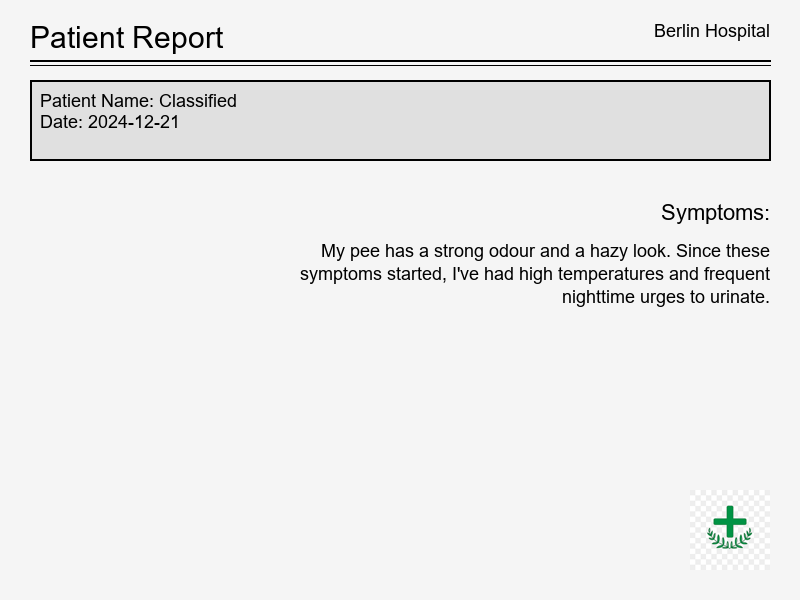 Patient Report
Berlin Hospital
Patient Name: Classified
Date: 2024-12-21
Symptoms:
My pee has a strong odour and a hazy look. Since these
symptoms started, I've had high temperatures and frequent
nighttime urges to urinate.